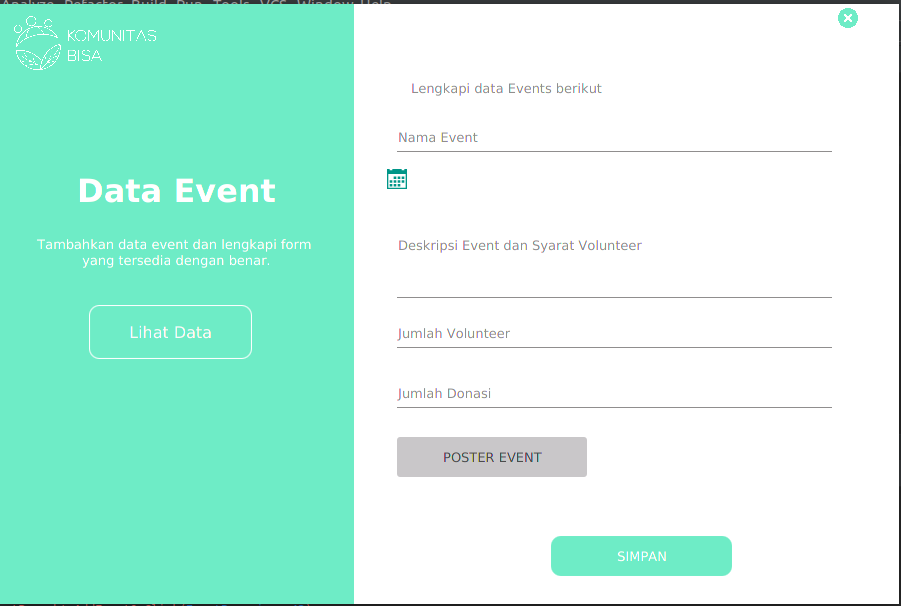 Analyze Refactor Build Run Tools VCS Window Help
KOMUNITAS
BISA
Data Event
Tambahkan data event dan lengkapi form
yang tersedia dengan benar.
Lihat Data
Lengkapi data Events berikut
Nama Event
Deskripsi Event dan Syarat Volunteer
Jumlah Volunteer
Jumlah Donasi
POSTER EVENT
SIMPAN